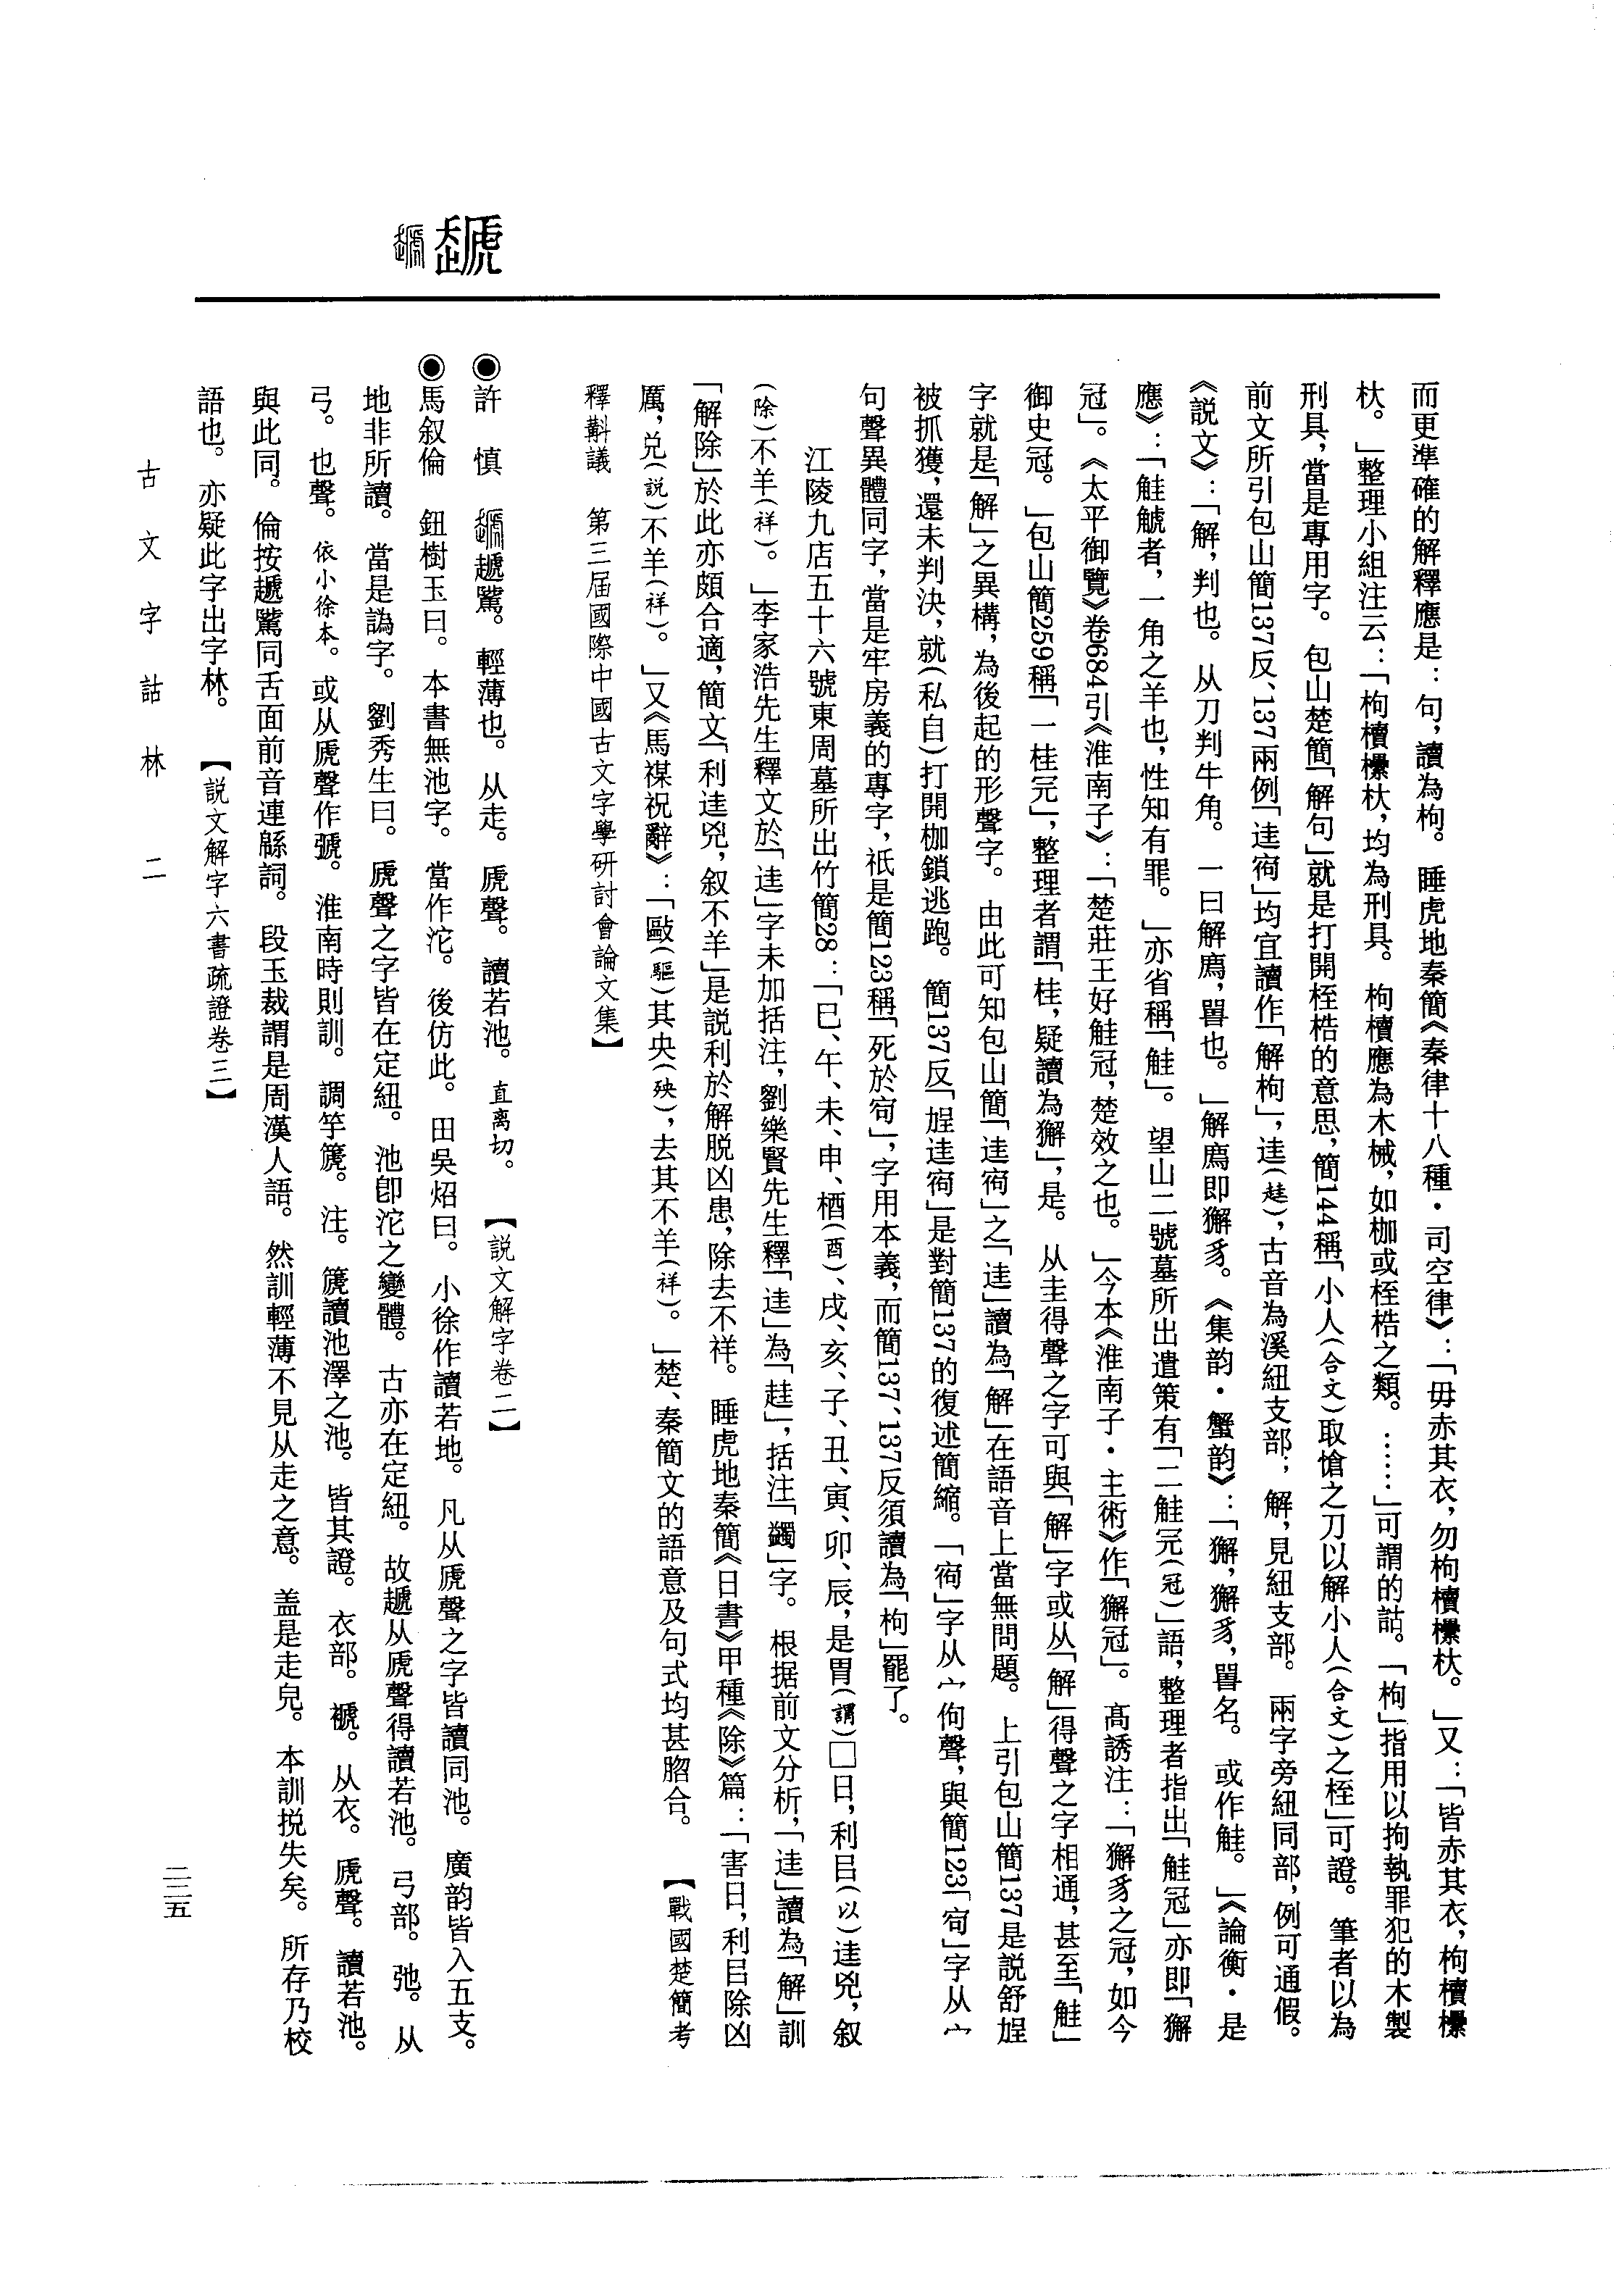 𧾷虒
而更準確的解釋應是：句，讀為枸。睡虎地秦簡《秦律十八種·司空律》：「毋赤其衣，勿枸櫝欙杕。」又：「皆赤其衣，枸櫝欙
杕。」整理小組注云：「枸櫝欙杕，均為刑具。枸櫝應為木械，如枷或桎梏之類。……」可謂的詁。「枸」指用以拘執罪犯的木製
刑具，當是專用字。包山楚簡「解句」就是打開桎梏的意思，簡144稱「小人（合文）取愴之刀以解小人（合文）之桎」可證。筆者以為
前文所引包山簡137反、137兩例「逹𪧶」均宜讀作「解枸」，逹（趌），古音為溪紐支部；解，見紐支部。兩字旁紐同部，例可通假。
《説文》：「解，判也。从刀判牛角。一曰解廌，獸也。」解廌即獬豸。《集韵·蟹韵》：「獬，獬豸，獸名。或作觟。」《論衡·是
應》：「觟䚦者，一角之羊也，性知有罪。」亦省稱「觟」。望山二號墓所出遣策有「二觟冠（冠）」語，整理者指出「觟冠」亦即「獬
冠」。《太平御覽》卷684引《淮南子》：「楚莊王好觟冠，楚效之也。」今本《淮南子·主術》作「獬冠」。高誘注：「獬豸之冠，如今
御史冠。」包山簡259稱「一桂冠」，整理者謂「桂，疑讀為獬」，是。从圭得聲之字可與「解」字或从「解」得聲之字相通，甚至「觟」
字就是「解」之異構，為後起的形聲字。由此可知包山簡「逹」之「逹」讀為「解」在語音上當無問題。上引包山簡137是説舒㫷
被抓獲，還未判決，就（私自）打開枷鎖逃跑。簡137反「㫷」是對簡137的復述簡縮。「」字从宀佝聲，與簡123「」字从宀
句聲異體同字，當是牢房義的專字，祇是簡123稱「死於」，字用本義，而簡137、137反須讀為「枸」罷了。
江陵九店五十六號東周墓所出竹簡28：「巳、午、未、申、梄（酉）、戌、亥、子、丑、寅、卯、辰，是胃（謂）□日，利㠯（以）兇，叙
（除）不羊（祥）。」李家浩先生釋文於「」字未加括注，劉樂賢先生釋「」為「」，括注「蠲」字。根据前文分析，「」讀為「解」訓
「解除」於此亦頗合適，簡文「利兇，叙不羊」是説利於解脱凶患，除去不祥。睡虎地秦簡《日書》甲種《除》篇：「害日，利㠯除凶
厲，兑（説）不羊（祥）。」又《馬禖祝辭》：「敺（驅）其央（殃），去其不羊（祥）。」楚、秦簡文的語意及句式均甚脗合。【戰國楚簡考
釋斠議　第三届國際中國古文字學研討會論文集】
◉許　慎　䞾驚。輕薄也。从走。虒聲。讀若池。直离切。【説文解字卷二】
◉馬叙倫　鈕樹玉曰。本書無池字。當作沱。後仿此。田吳炤曰。小徐作讀若地。凡从虒聲之字皆讀同池。廣韵皆入五支。
地非所讀。當是譌字。劉秀生曰。虒聲之字皆在定紐。池卽沱之變體。古亦在定紐。故从虒聲得讀若池。弓部。弛。从
弓。也聲。依小徐本。或从虒聲作㢮。淮南時則訓。調竽篪。注。篪讀池澤之池。皆其證。衣部。褫。从衣。虒聲。讀若池。
與此同。倫按同舌面前音連緜詞。段玉裁謂是周漢人語。然訓輕薄不見从走之意。盖是走皃。本訓挩失矣。所存乃校
語也。亦疑此字出字林。【説文解字六書疏證卷三】
古文字詁林　二
二三五